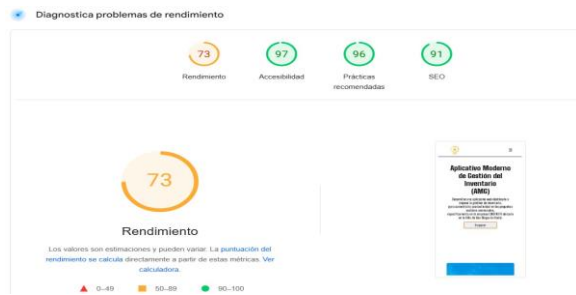 Diagnostica problemas de rendimiento
73
97
96
91
Rendimiento
Accesibilidad
Prácticas
recomendadas
SEO
73
Rendimiento
Los valores son estimaciones y pueden variar. La puntuación del
rendimiento se calcula directamente a partir de estas métricas. Ver
calculadora.
0–49
50–89
90–100
Aplicativo Moderno
de Gestión del
Inventario
(AMG)